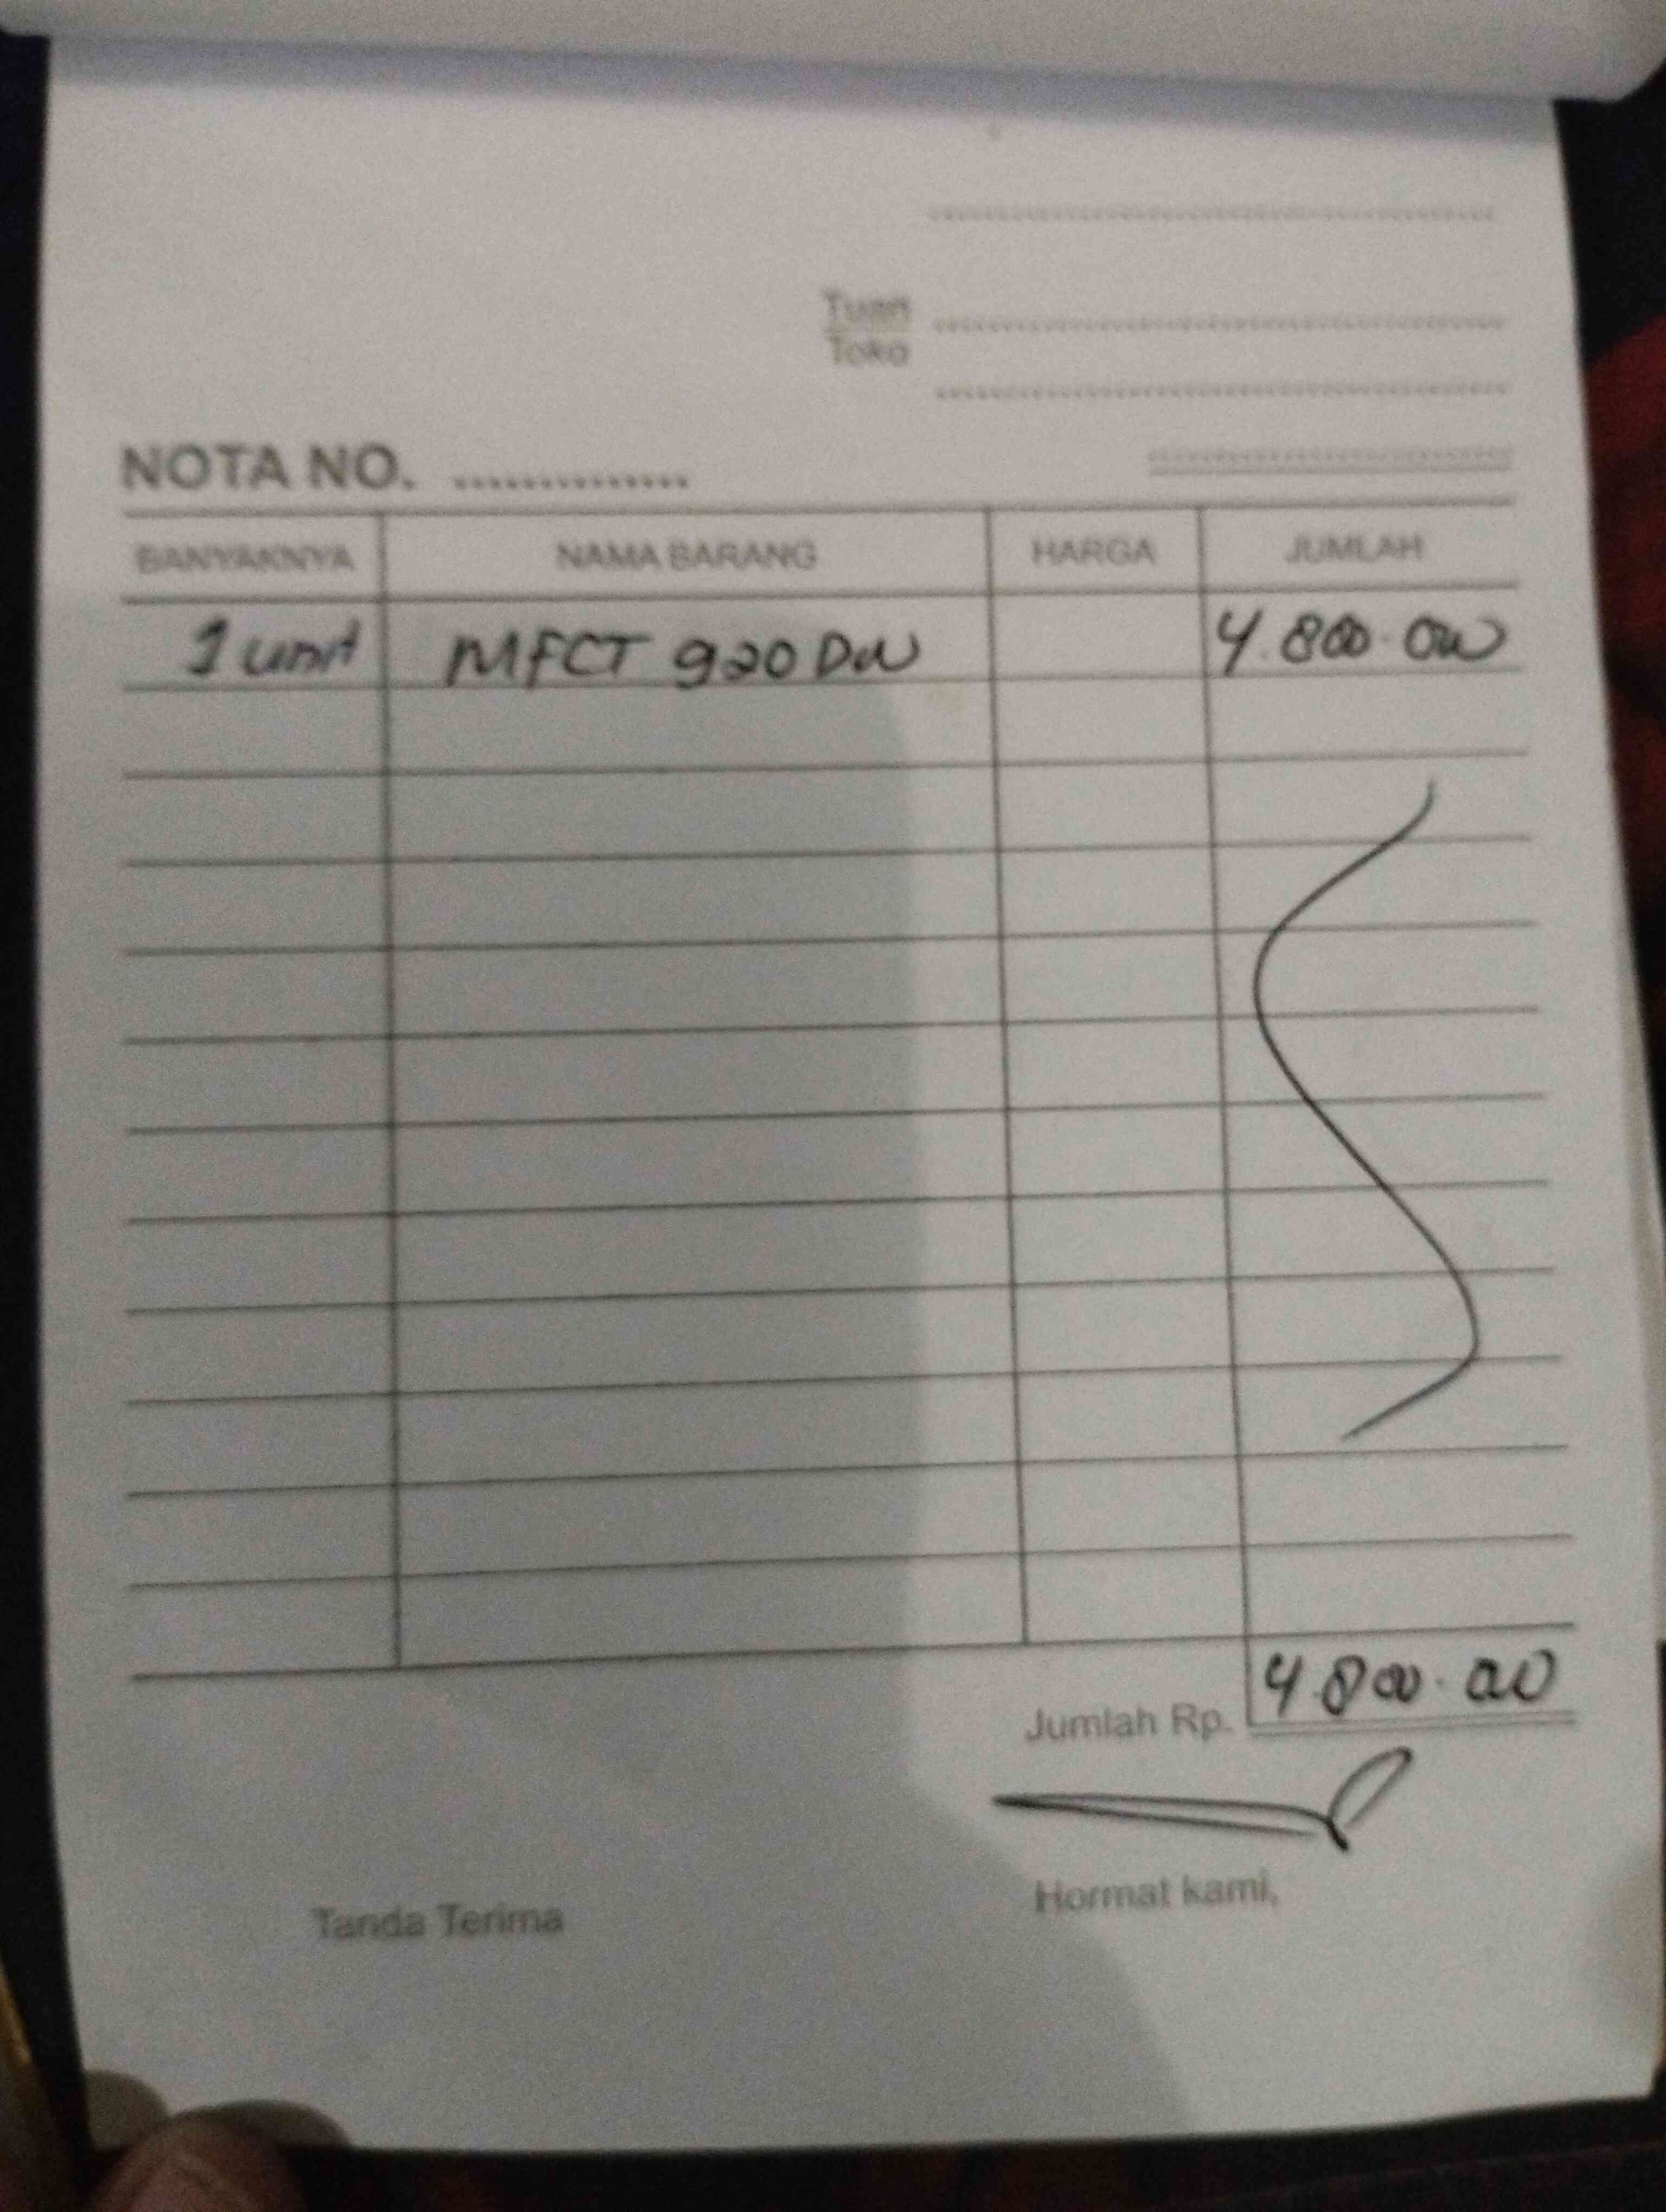 Tuan
Toko
NOTA NO. ...............
BANYAKNYA NAMA BARANG HARGA JUMLAH
1 unit MFCT 920 DW 4.800.000
Jumlah Rp. 4.800.000
Tanda Terima Hormat kami,